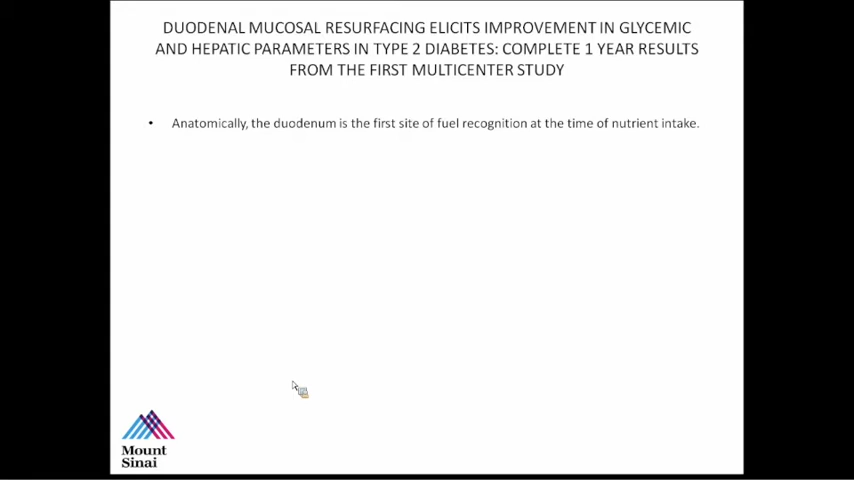 DUODENAL MUCOSAL RESURFACING ELICITS IMPROVEMENT IN GLYCEMIC
AND HEPATIC PARAMETERS IN TYPE 2 DIABETES: COMPLETE 1 YEAR RESULTS
FROM THE FIRST MULTICENTER STUDY
• Anatomically, the duodenum is the first site of fuel recognition at the time of nutrient intake.
Mount
Sinai